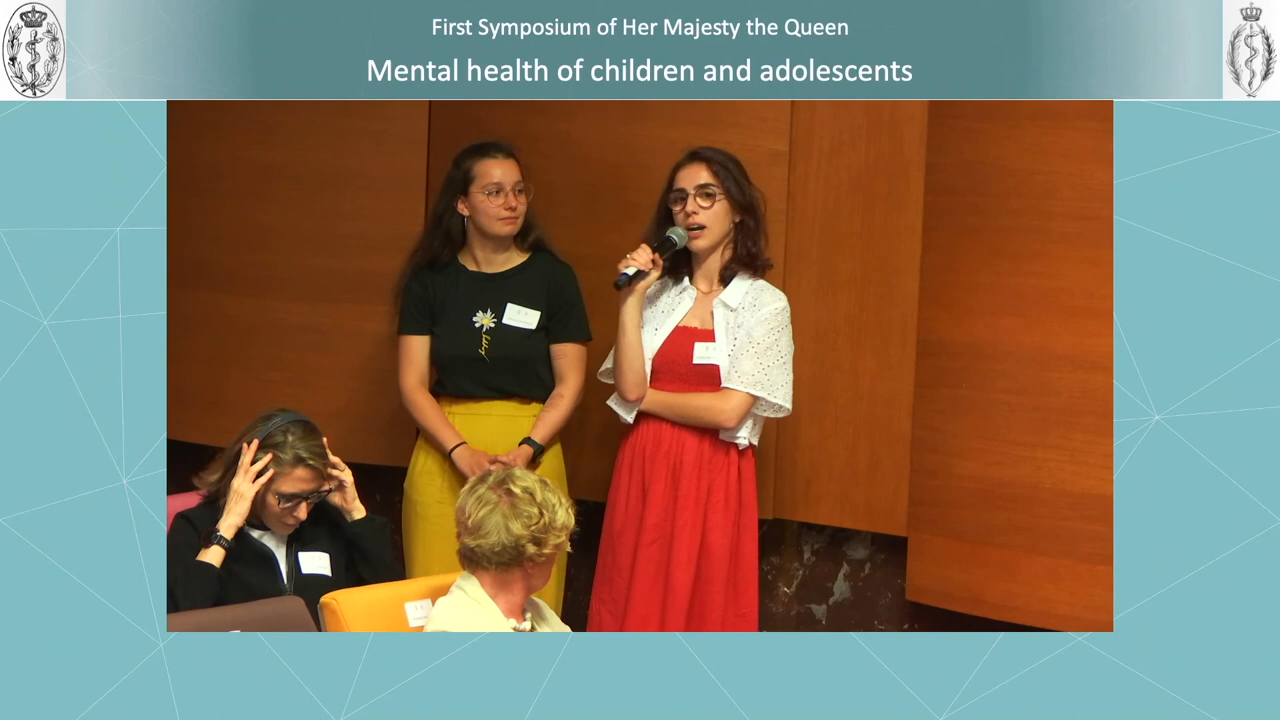 First Symposium of Her Majesty the Queen
Mental health of children and adolescents